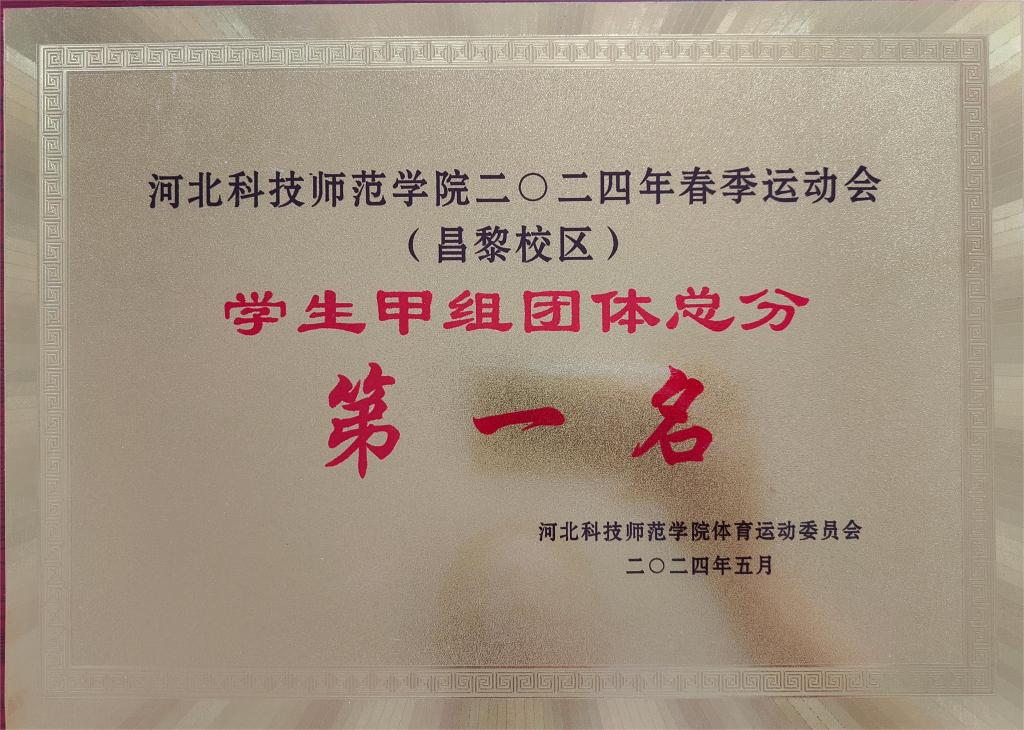 河北科技师范学院二〇二四年春季运动会
（昌黎校区）
学生甲组团体总分
第一名
河北科技师范学院体育运动委员会
二〇二四年五月